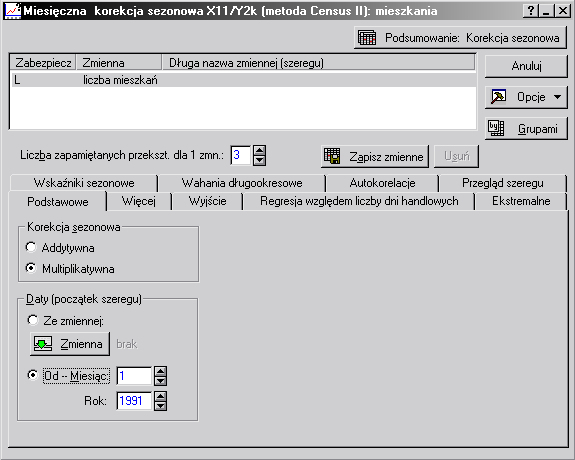 Miesięczna korekcja sezonowa X11/Y2k (metoda Census II): mieszkania
Podsumowanie: Korekcja sezonowa
Zabezpiecz Zmienna Długa nazwa zmiennej (szeregu)
L liczba mieszkań
Anuluj
Opcje
by Grupami
Liczba zapamiętanych przekszt. dla 1 zmn.: 3
Zapisz zmienne Usuń
Wskaźniki sezonowe Wahania długookresowe Autokorelacje Przegląd szeregu
Podstawowe Więcej Wyjście Regresja względem liczby dni handlowych Ekstremalne
Korekcja sezonowa
Addytywna
Multiplikatywna
Daty (początek szeregu)
Ze zmiennej:
Zmienna brak
Od -- Miesiąc: 1
Rok: 1991